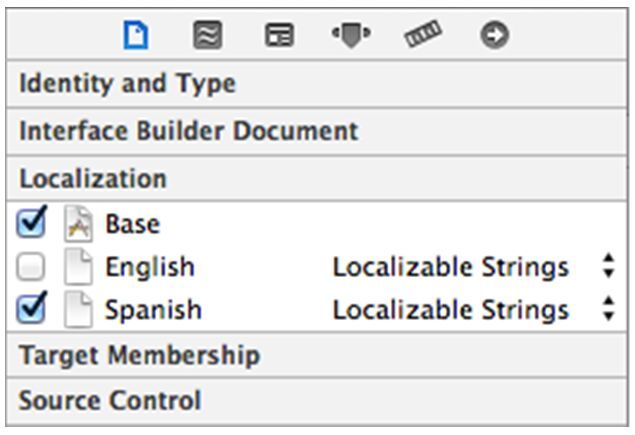 Identity and Type
Interface Builder Document
Localization
Base
English Localizable Strings
Spanish Localizable Strings
Target Membership
Source Control